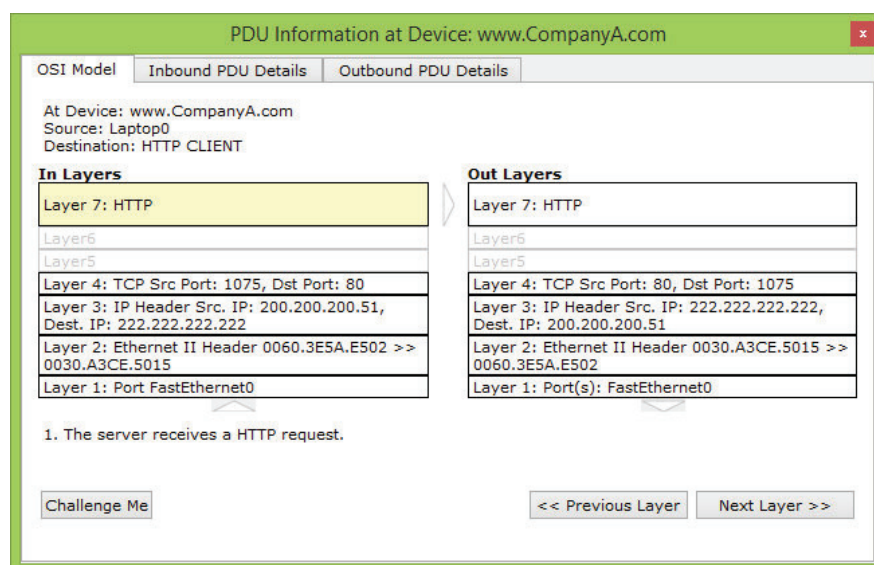 PDU Information at Device: www.CompanyA.com
x
OSI Model
Inbound PDU Details
Outbound PDU Details
At Device: www.CompanyA.com
Source: Laptop0
Destination: HTTP CLIENT
In Layers
Layer 7: HTTP
Layer6
Layer5
Layer 4: TCP Src Port: 1075, Dst Port: 80
Layer 3: IP Header Src. IP: 200.200.200.51,
Dest. IP: 222.222.222.222
Layer 2: Ethernet II Header 0060.3E5A.E502 >>
0030.A3CE.5015
Layer 1: Port FastEthernet0
Out Layers
Layer 7: HTTP
Layer6
Layer5
Layer 4: TCP Src Port: 80, Dst Port: 1075
Layer 3: IP Header Src. IP: 222.222.222.222,
Dest. IP: 200.200.200.51
Layer 2: Ethernet II Header 0030.A3CE.5015 >>
0060.3E5A.E502
Layer 1: Port(s): FastEthernet0
1. The server receives a HTTP request.
Challenge Me
<< Previous Layer
Next Layer >>